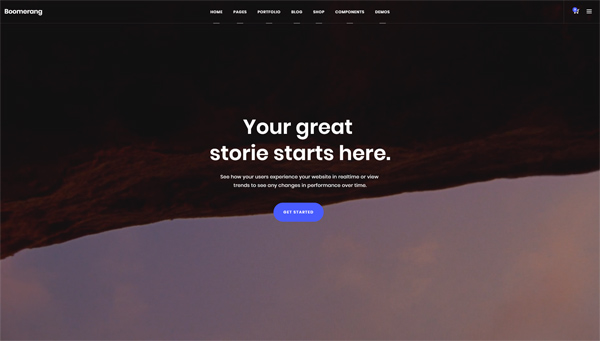 Boomerang
HOME PAGES PORTFOLIO BLOG SHOP COMPONENTS DEMOS
Your great
storie starts here.
See how your users experience your website in realtime or view
trends to see any changes in performance over time.
GET STARTED